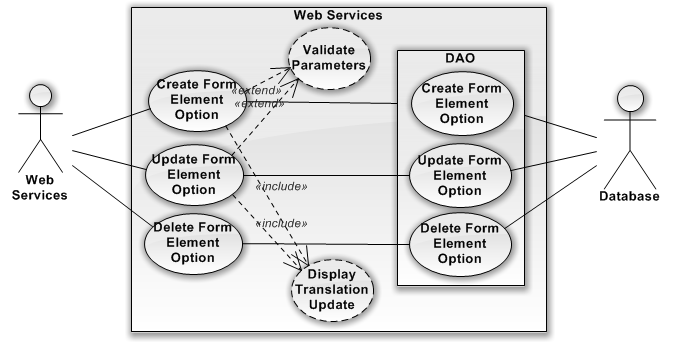 Web Services
Validate
Parameters
DAO
Create Form
Element
Option
«extend»
«extend»
Create Form
Element
Option
Web
Services
Update Form
Element
Option
«include»
Update Form
Element
Option
Database
«include»
Delete Form
Element
Option
Delete Form
Element
Option
Display
Translation
Update